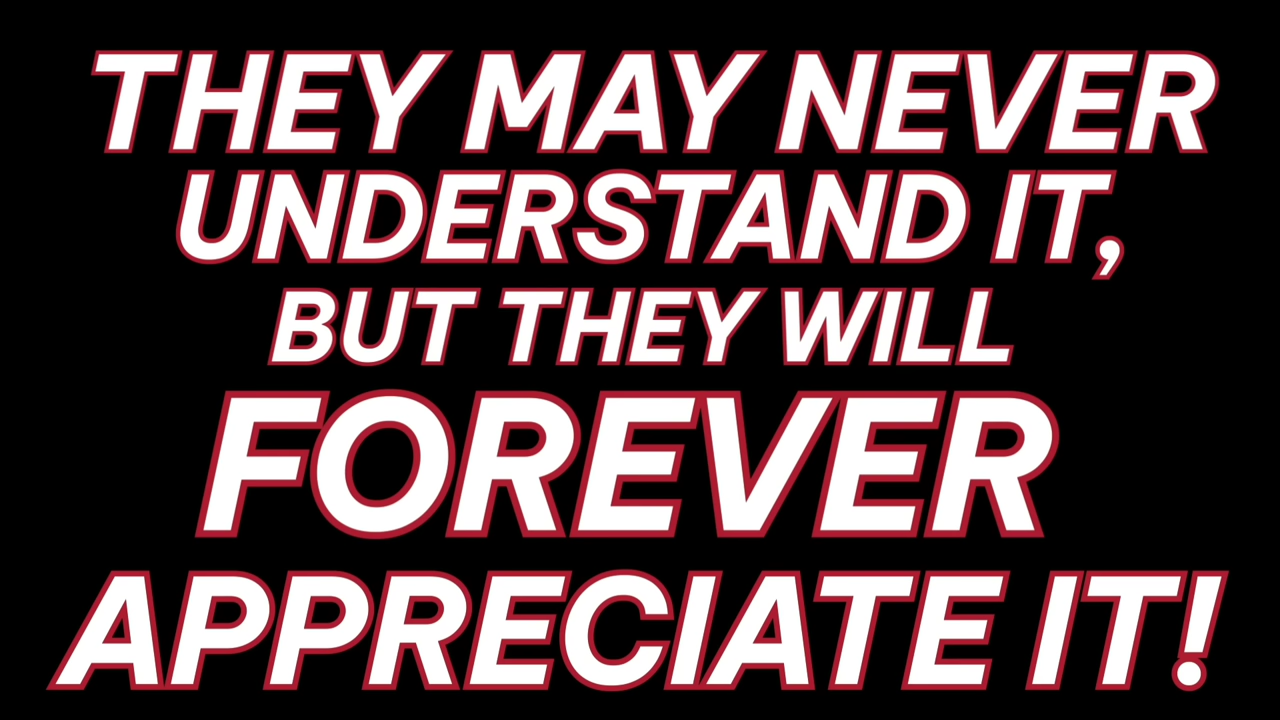 THEY MAY NEVER
UNDERSTAND IT,
BUT THEY WILL
FOREVER
APPRECIATE IT!